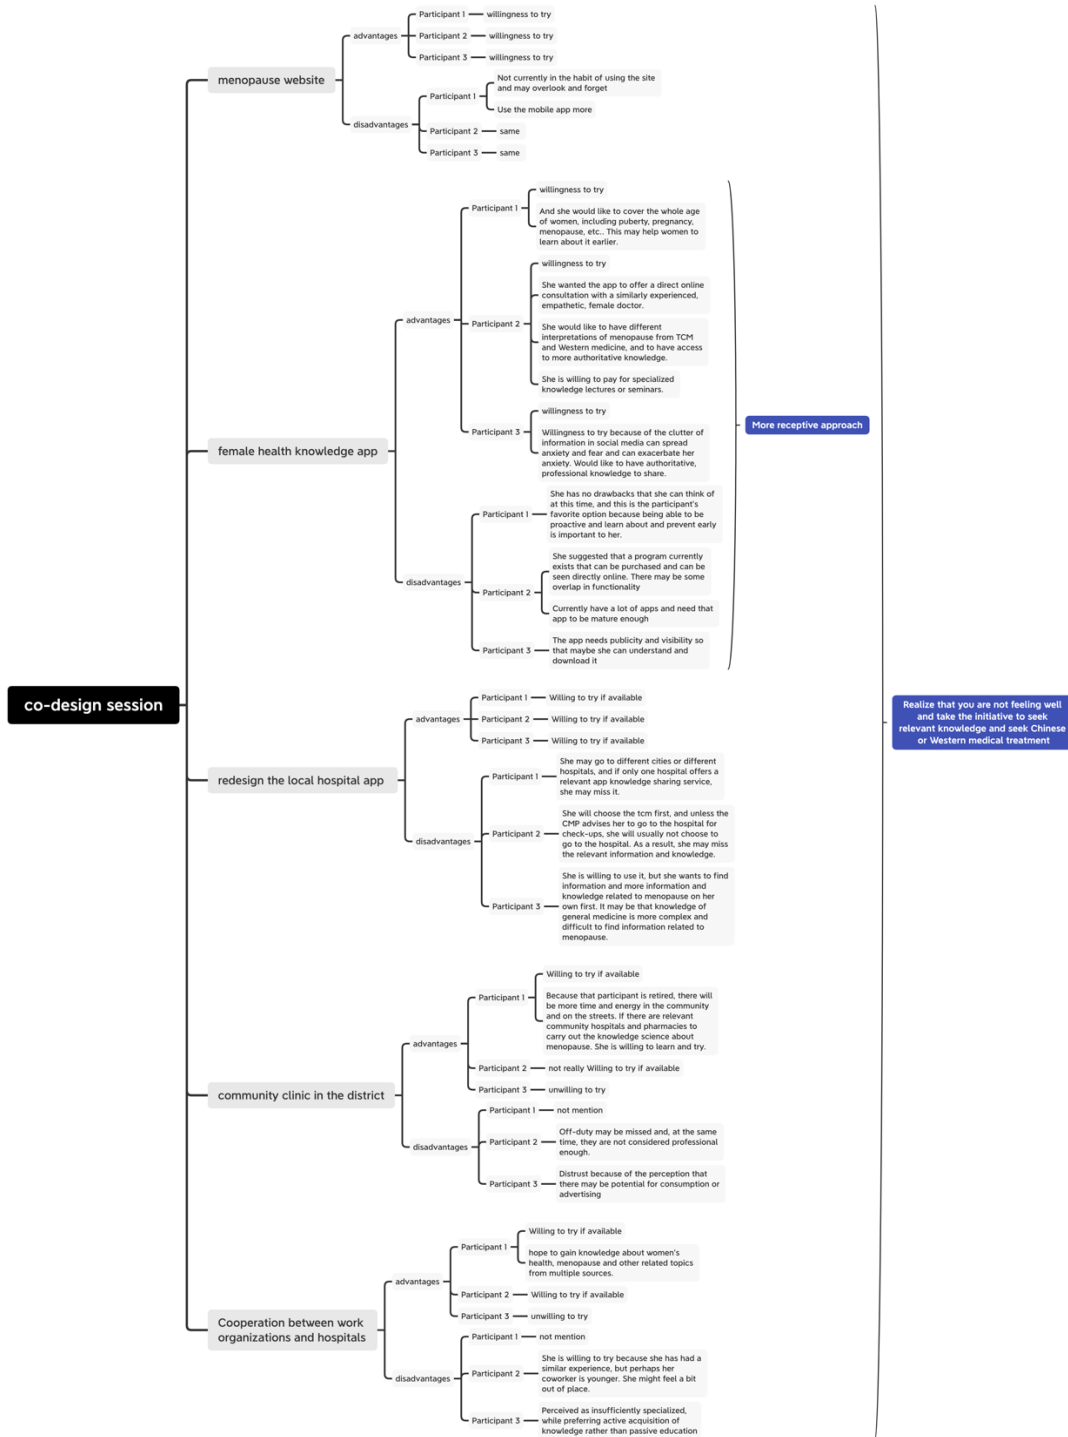 co-design session
menopause website
advantages
Participant 1
willingness to try
Participant 2
willingness to try
Participant 3
willingness to try
disadvantages
Participant 1
Not currently in the habit of using the site
and may overlook and forget
Use the mobile app more
Participant 2
same
Participant 3
same
female health knowledge app
advantages
Participant 1
willingness to try
And she would like to cover the whole age
of women, including puberty, pregnancy,
menopause, etc.. This may help women to
learn about it earlier.
Participant 2
willingness to try
She wanted the app to offer a direct online
consultation with a similarly experienced,
empathetic, female doctor.
She would like to have different
interpretations of menopause from TCM
and Western medicine, and to have access
to more authoritative knowledge.
She is willing to pay for specialized
knowledge lectures or seminars.
Participant 3
willingness to try
Willingness to try because of the clutter of
information in social media can spread
anxiety and fear and can exacerbate her
anxiety. Would like to have authoritative,
professional knowledge to share.
disadvantages
Participant 1
She has no drawbacks that she can think of
at this time, and this is the participant's
favorite option because being able to be
proactive and learn about and prevent early
is important to her.
Participant 2
She suggested that a program currently
exists that can be purchased and can be
seen directly online. There may be some
overlap in functionality
Currently have a lot of apps and need that
app to be mature enough
Participant 3
The app needs publicity and visibility so
that maybe she can understand and
download it
More receptive approach
redesign the local hospital app
advantages
Participant 1
Willing to try if available
Participant 2
Willing to try if available
Participant 3
Willing to try if available
disadvantages
Participant 1
She may go to different cities or different
hospitals, and if only one hospital offers a
relevant app knowledge sharing service,
she may miss it.
Participant 2
She will choose the tcm first, and unless the
CMP advises her to go to the hospital for
check-ups, she will usually not choose to
go to the hospital. As a result, she may miss
the relevant information and knowledge.
Participant 3
She is willing to use it, but she wants to find
information and more information and
knowledge related to menopause on her
own first. It may be that knowledge of
general medicine is more complex and
difficult to find information related to
menopause.
community clinic in the district
advantages
Participant 1
Willing to try if available
Because that participant is retired, there will
be more time and energy in the community
and on the streets. If there are relevant
community hospitals and pharmacies to
carry out the knowledge science about
menopause. She is willing to learn and try.
Participant 2
not really Willing to try if available
Participant 3
unwilling to try
disadvantages
Participant 1
not mention
Participant 2
Off-duty may be missed and, at the same
time, they are not considered professional
enough.
Participant 3
Distrust because of the perception that
there may be potential for consumption or
advertising
Cooperation between work
organizations and hospitals
advantages
Participant 1
Willing to try if available
hope to gain knowledge about women's
health, menopause and other related topics
from multiple sources.
Participant 2
Willing to try if available
Participant 3
unwilling to try
disadvantages
Participant 1
not mention
Participant 2
She is willing to try because she has had a
similar experience, but perhaps her
coworker is younger. She might feel a bit
out of place.
Participant 3
Perceived as insufficiently specialized,
while preferring active acquisition of
knowledge rather than passive education
Realize that you are not feeling well
and take the initiative to seek
relevant knowledge and seek Chinese
or Western medical treatment